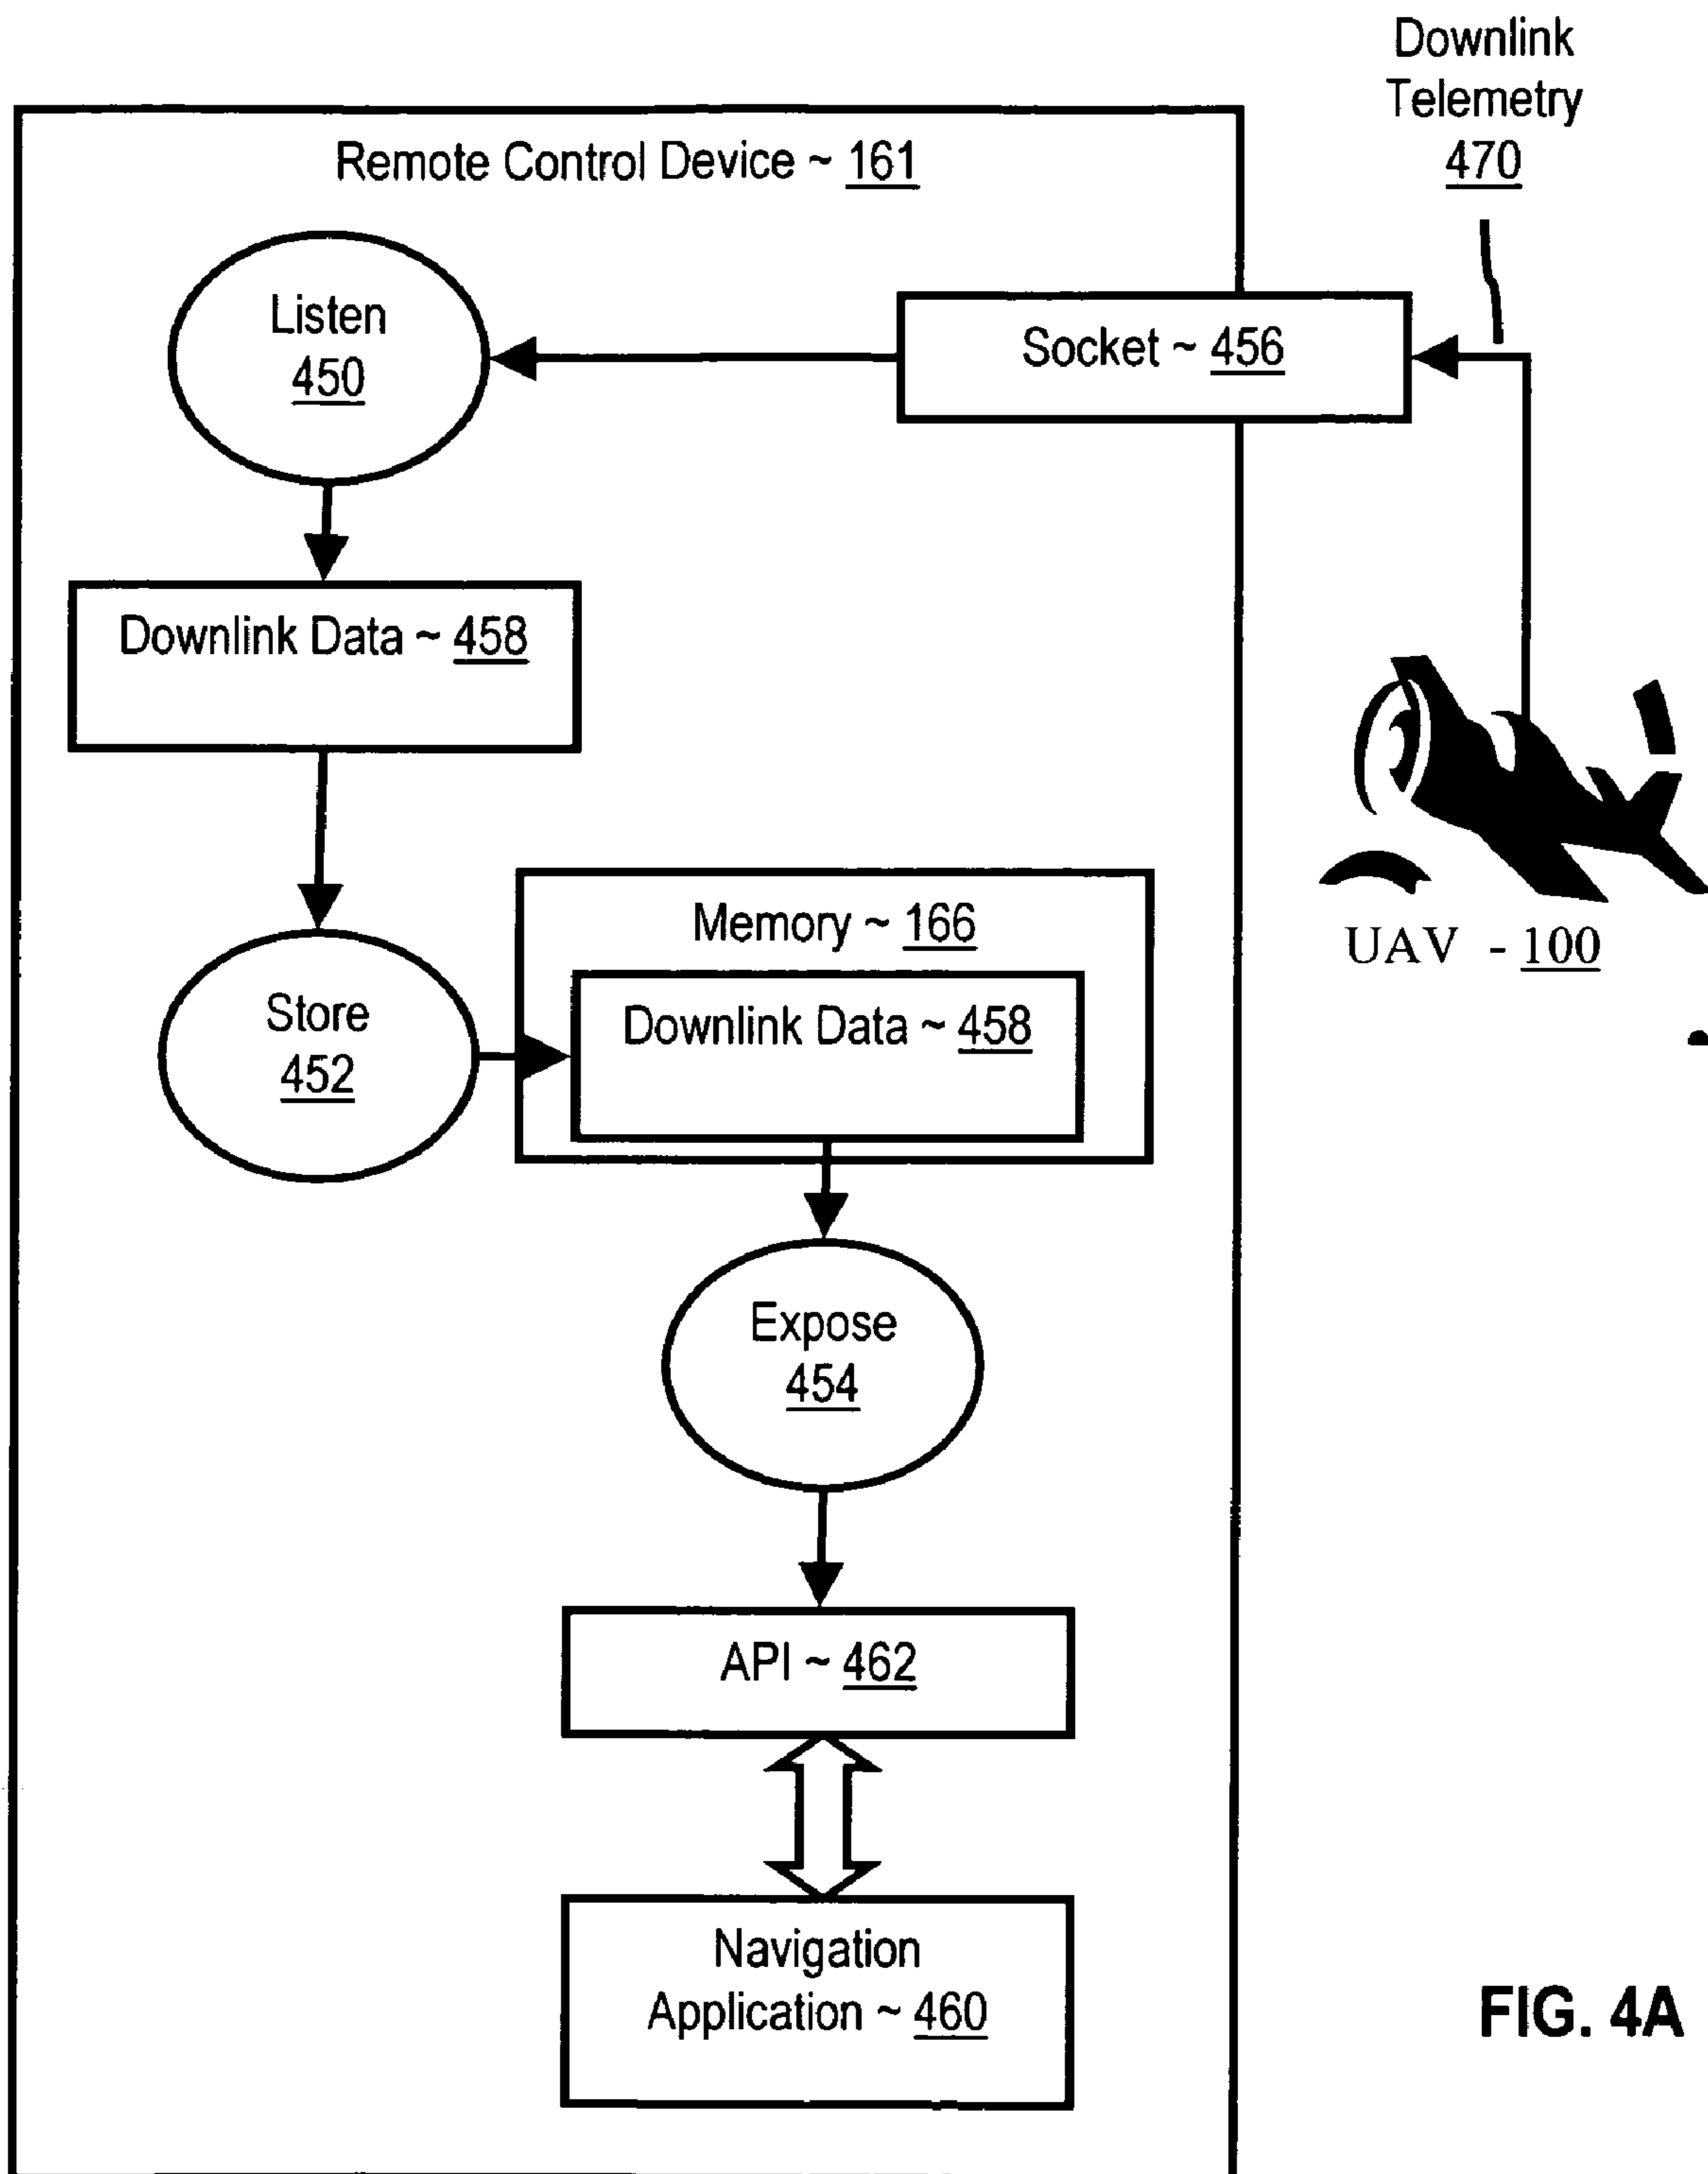 Downlink
Telemetry
470
Remote Control Device ~ 161
Listen
450
Socket ~ 456
Downlink Data ~ 458
UAV - 100
Memory ~ 166
Store
452
Downlink Data ~ 458
Expose
454
API ~ 462
Navigation
Application ~ 460
FIG. 4A